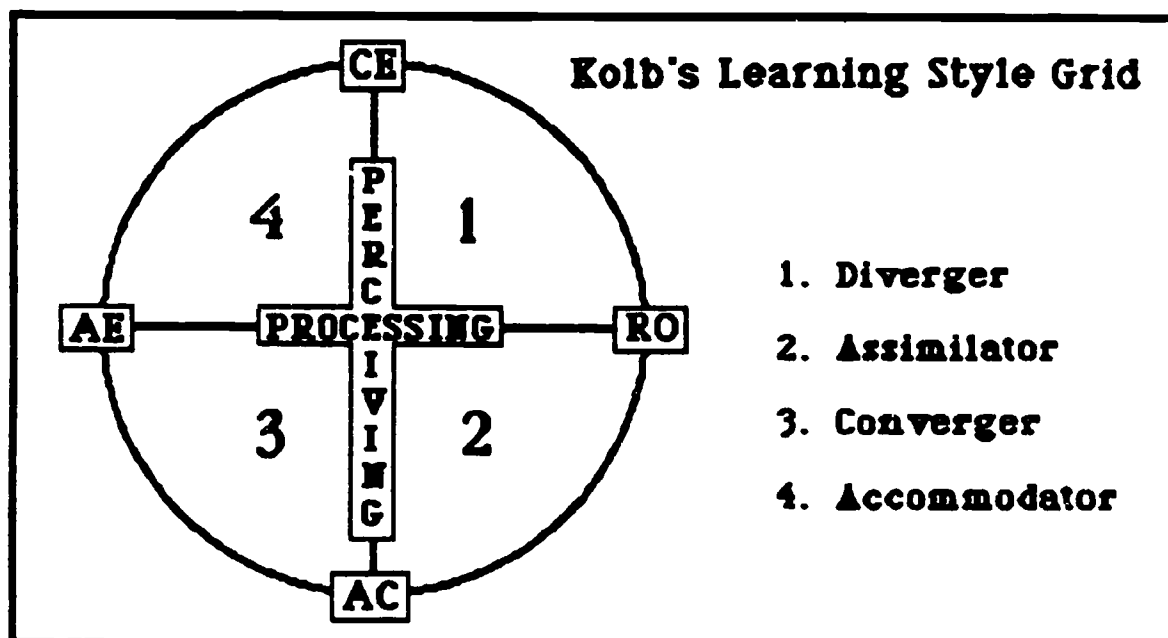 CE
Kolb's Learning Style Grid
PERCEIVING
4
1
1. Diverger
AE
PROCESSING
RO
2. Assimilator
3
2
3. Converger
4. Accommodator
AC